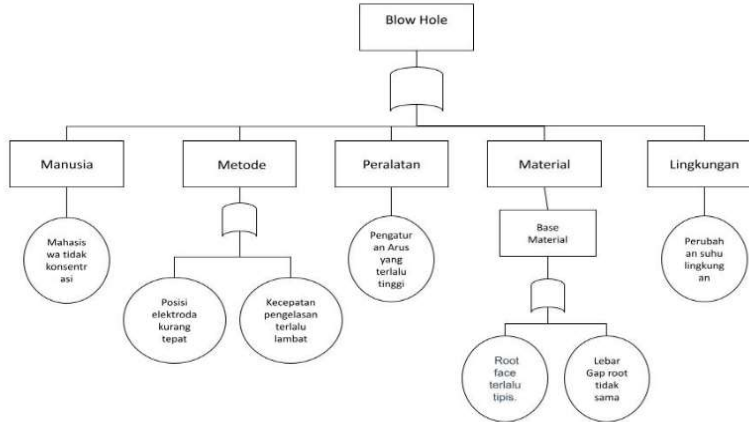 Blow Hole
Manusia
Metode
Peralatan
Material
Lingkungan
Mahasis
wa tidak
konsentr
asi
Pengatur
an Arus
yang
terlalu
tinggi
Base
Material
Perubah
an suhu
lingkung
an
Posisi
elektroda
kurang
tepat
Kecepatan
pengelasan
terlalu
lambat
Root
face
terlalu
tipis.
Lebar
Gap root
tidak
sama